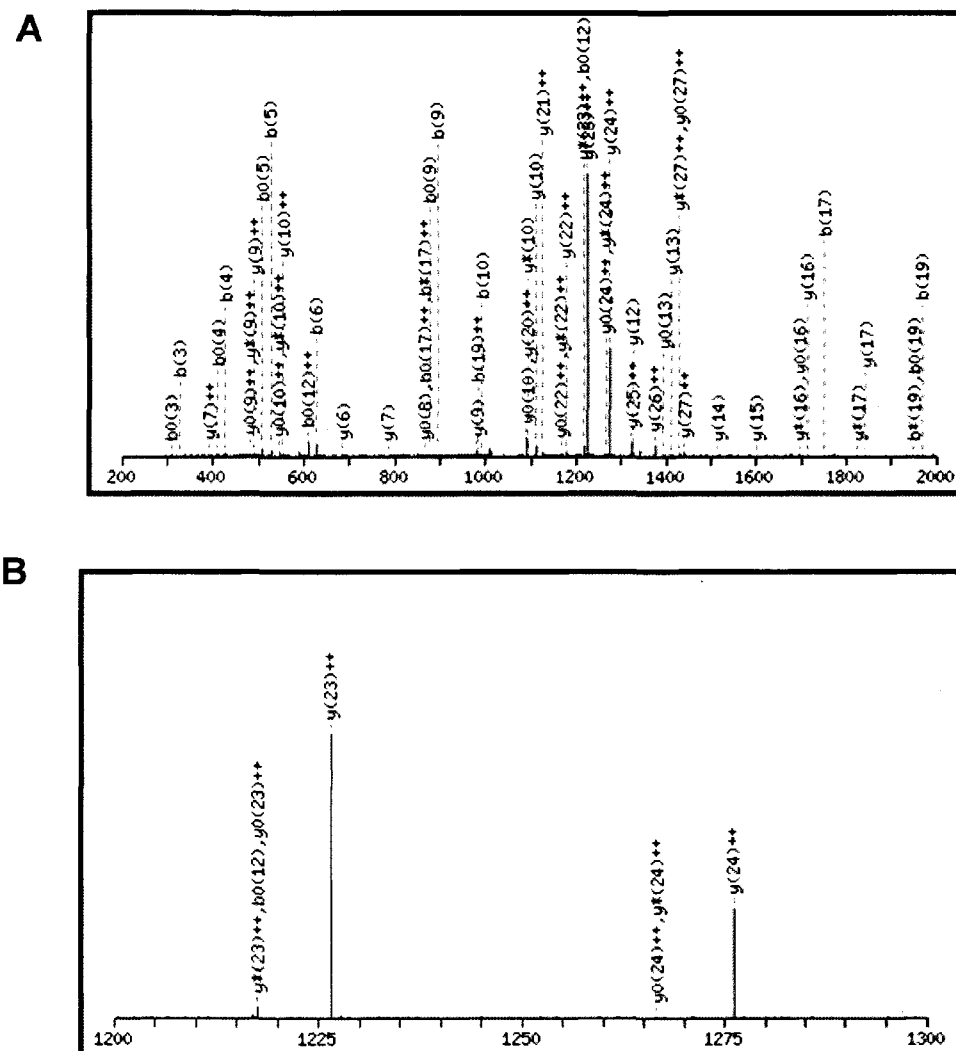 A
b0(3)
b(3)
y(7)++
b0(4)
b(4)
y0(9)++,y*(9)++
y(9)++
b0(5)
b(5)
y0(10)++,y*(10)++
y(10)++
b0(12)++
b(6)
y(6)
y(7)
y0(8),b0(17)++,b*(17)++
b0(9)
b(9)
y(9)
b(19)++
b(10)
y0(10),y(20)++
y*(10)
y(10)
y(21)++
y0(22)++,y*(22)++
y(22)++
,b0(12)
y0(24)++,y*(24)++
y(24)++
y(25)++
y(12)
y(26)++
y0(13)
y(13)
y*(27)++,y0(27)++
y(27)++
y(14)
y(15)
y*(16),y0(16)
y(16)
b(17)
y*(17)
y(17)
b*(19),b0(19)
b(19)
200 400 600 800 1000 1200 1400 1600 1800 2000
B
y*(23)++,b0(12),y0(23)++
y(23)++
y0(24)++,y*(24)++
y(24)++
1200 1225 1250 1275 1300